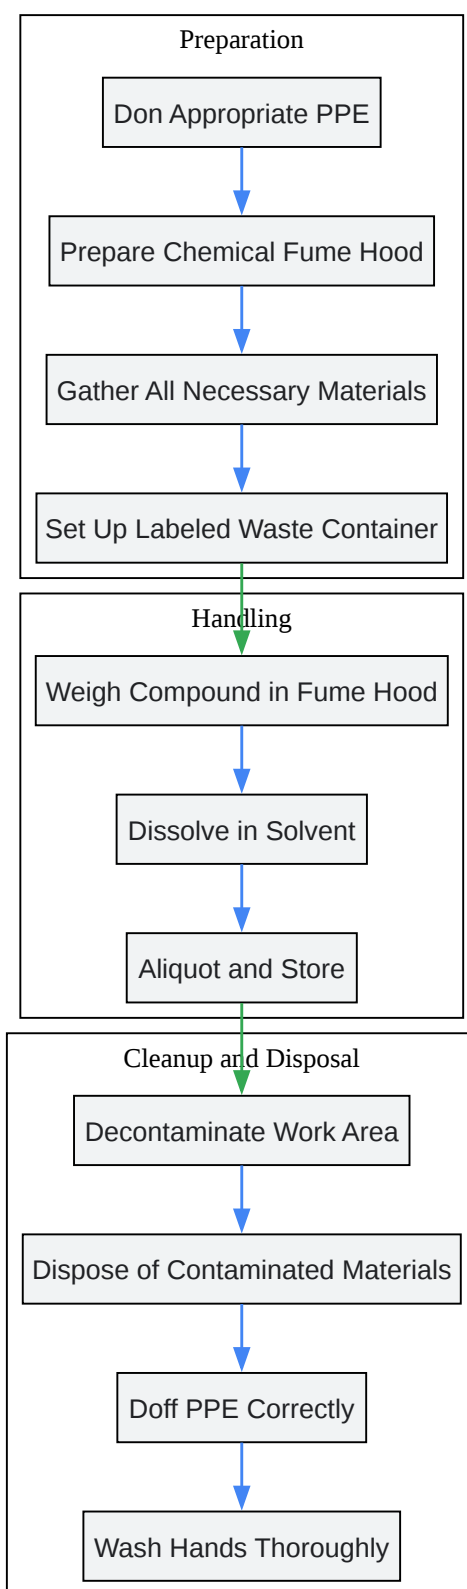 Preparation
Don Appropriate PPE
Prepare Chemical Fume Hood
Gather All Necessary Materials
Set Up Labeled Waste Container
Handling
Weigh Compound in Fume Hood
Dissolve in Solvent
Aliquot and Store
Cleanup and Disposal
Decontaminate Work Area
Dispose of Contaminated Materials
Doff PPE Correctly
Wash Hands Thoroughly